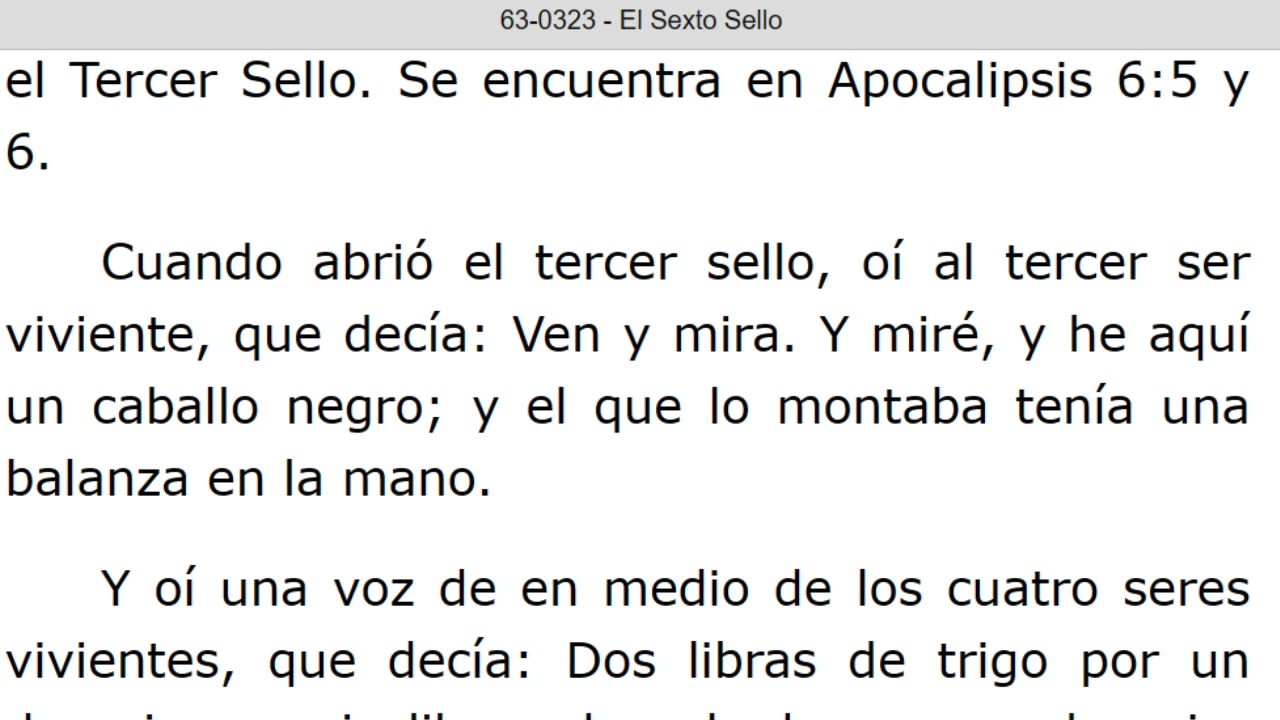 63-0323 - El Sexto Sello
el Tercer Sello. Se encuentra en Apocalipsis 6:5 y
6.
Cuando abrió el tercer sello, oí al tercer ser
viviente, que decía: Ven y mira. Y miré, y he aquí
un caballo negro; y el que lo montaba tenía una
balanza en la mano.
Y oí una voz de en medio de los cuatro seres
vivientes, que decía: Dos libras de trigo por un